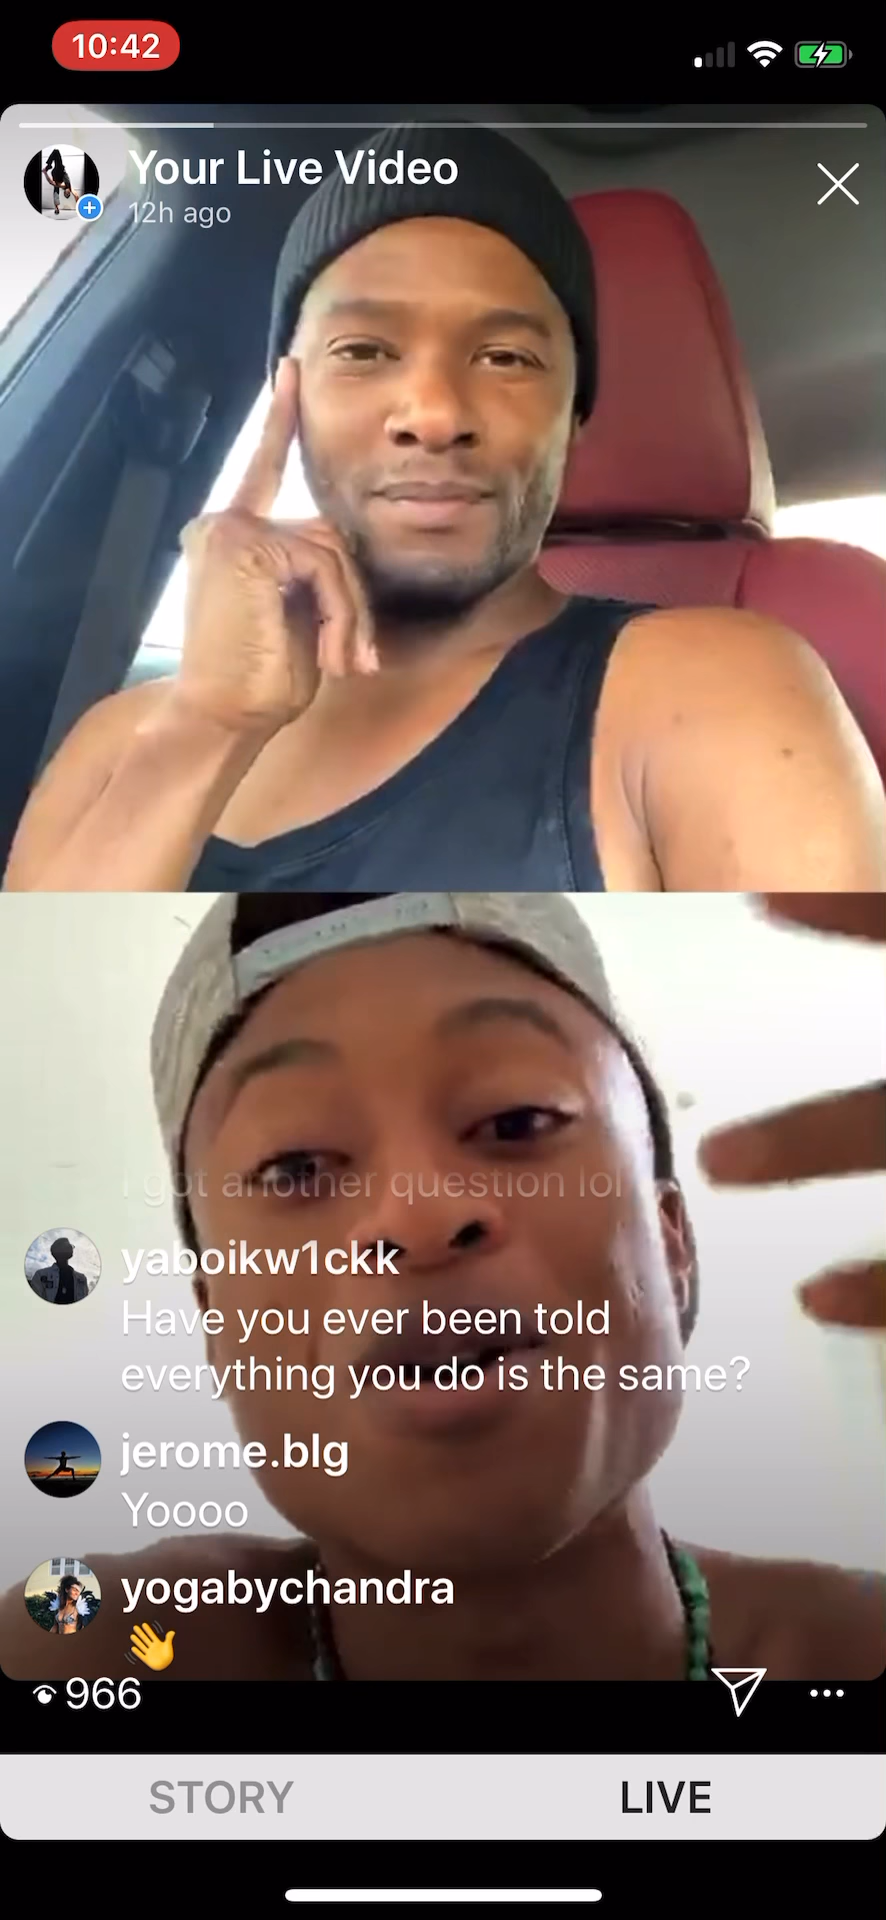 10:42
Your Live Video
12h ago
I got another question lol
yaboikw1ckk
Have you ever been told
everything you do is the same?
jerome.blg
Yoooo
yogabychandra
👋
966
STORY
LIVE